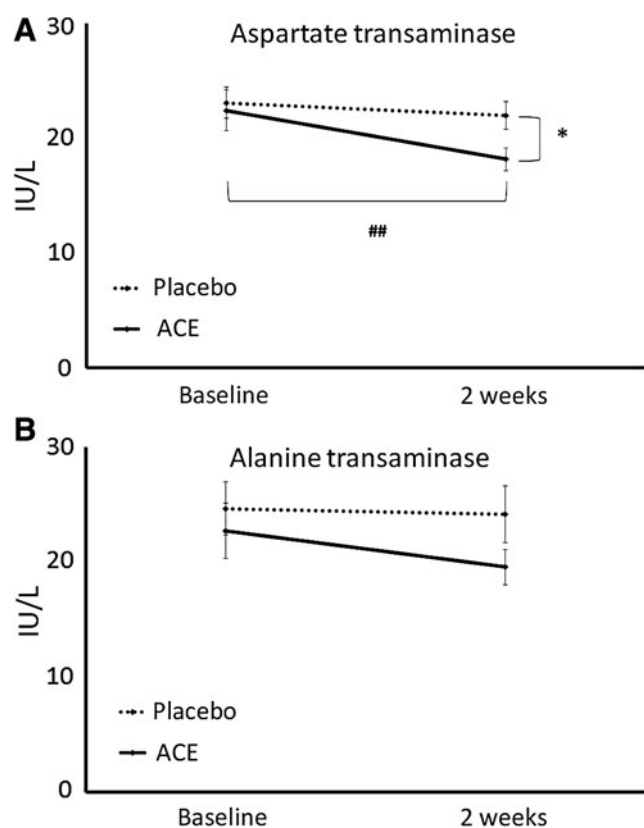 A
Aspartate transaminase
30
20
10
0
IU/L
*
##
Placebo
ACE
Baseline 2 weeks
B
Alanine transaminase
30
20
10
0
IU/L
Placebo
ACE
Baseline 2 weeks